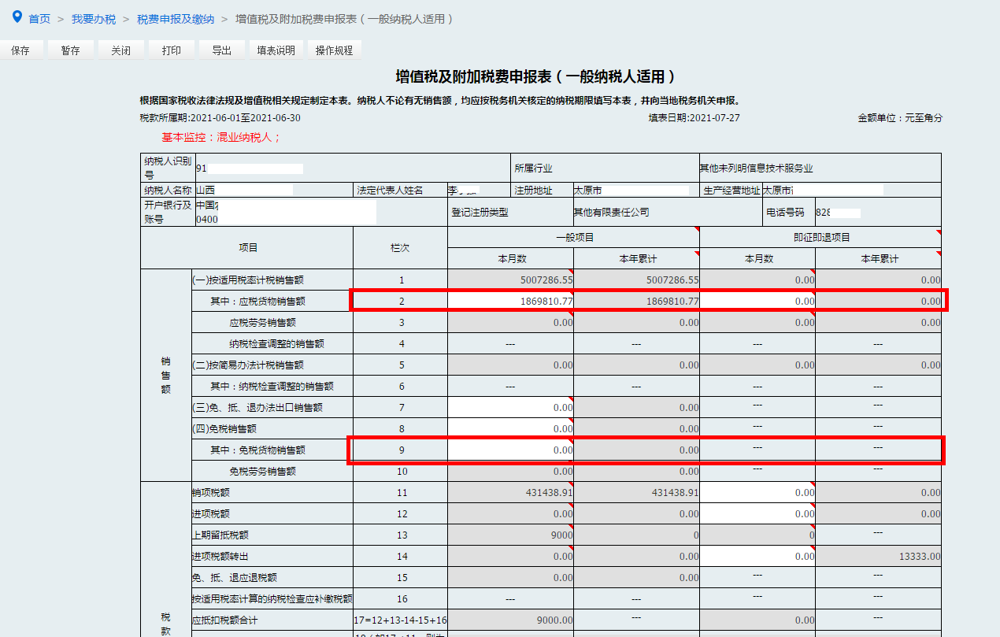 首页 > 我要办税 > 税费申报及缴纳 > 增值税及附加税费申报表（一般纳税人适用）
保存 暂存 关闭 打印 导出 填表说明 操作规程
增值税及附加税费申报表（一般纳税人适用）
根据国家税收法律法规及增值税相关规定制定本表。纳税人不论有无销售额，均应按税务机关核定的纳税期限填写本表，并向当地税务机关申报。
税款所属期:2021-06-01至2021-06-30 填表日期:2021-07-27 金额单位：元至角分
基本监控：混业纳税人；
纳税人识别号 91 所属行业 其他未列明信息技术服务业
纳税人名称 山西 法定代表人姓名 李 注册地址 太原市 生产经营地址 太原市
开户银行及账号 中国 0400 登记注册类型 其他有限责任公司 电话号码 828
项目 栏次 一般项目 即征即退项目
本月数 本年累计 本月数 本年累计
销售额
(一)按适用税率计税销售额 1 5007286.55 5007286.55 0.00 0.00
其中：应税货物销售额 2 1869810.77 1869810.77 0.00 0.00
应税劳务销售额 3 0.00 0.00 0.00 0.00
纳税检查调整的销售额 4 --- --- --- ---
(二)按简易办法计税销售额 5 0.00 0.00 0.00 0.00
其中：纳税检查调整的销售额 6 --- --- --- ---
(三)免、抵、退办法出口销售额 7 0.00 0.00 --- ---
(四)免税销售额 8 0.00 0.00 --- ---
其中：免税货物销售额 9 0.00 0.00 --- ---
免税劳务销售额 10 0.00 0.00 --- ---
销项税额 11 431438.91 431438.91 0.00 0.00
进项税额 12 0.00 0.00 0.00 0.00
上期留抵税额 13 9000 0 0 ---
进项税额转出 14 0.00 0.00 0.00 13333.00
免、抵、退应退税额 15 0.00 0.00 --- ---
按适用税率计算的纳税检查应补缴税额 16 --- --- --- ---
税款
应抵扣税额合计 17=12+13-14-15+16 9000.00 --- 0.00 ---